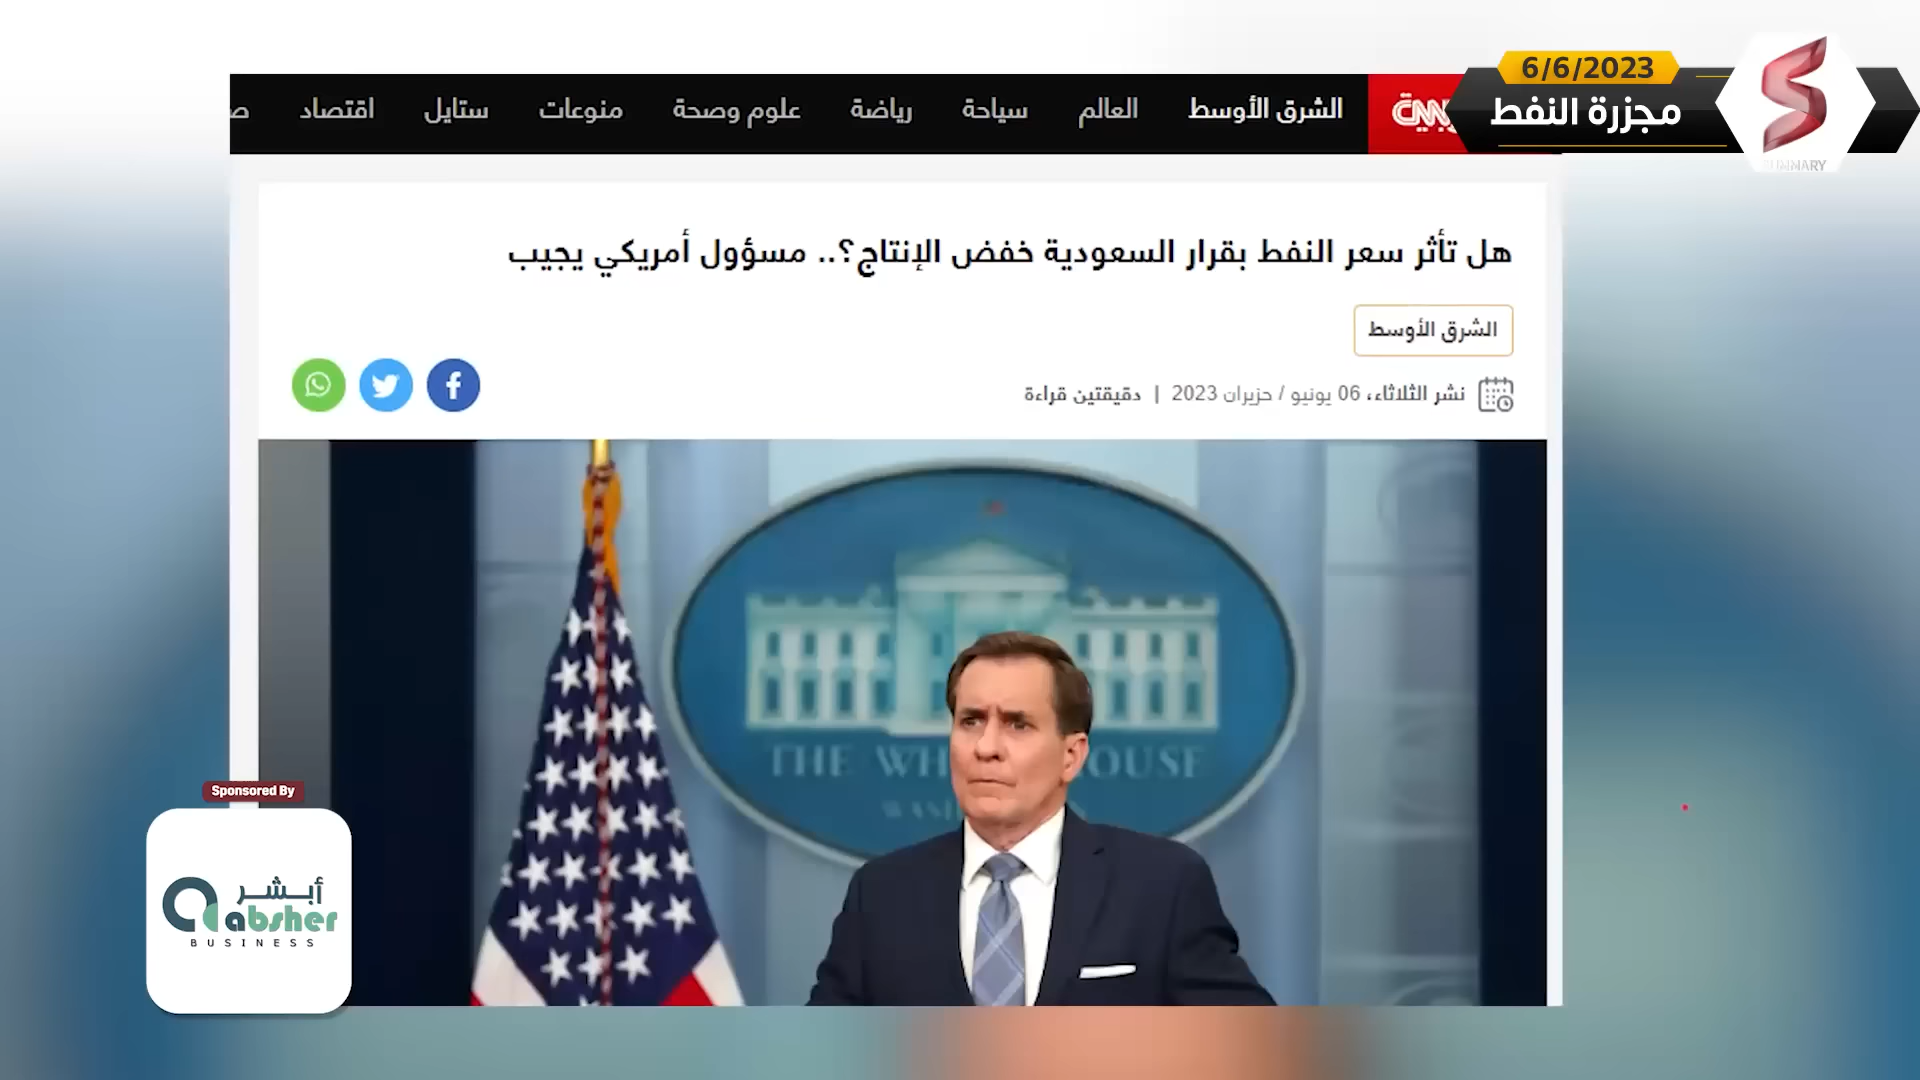 6/6/2023
مجزرة النفط
SUMMARY
CNN الشرق الأوسط العالم سياحة رياضة علوم وصحة منوعات ستايل اقتصاد
هل تأثر سعر النفط بقرار السعودية خفض الإنتاج؟.. مسؤول أمريكي يجيب
الشرق الأوسط
نشر الثلاثاء، 06 يونيو / حزيران 2023 | دقيقتين قراءة
THE WH OUSE
Sponsored By
أبشر
absher
BUSINESS